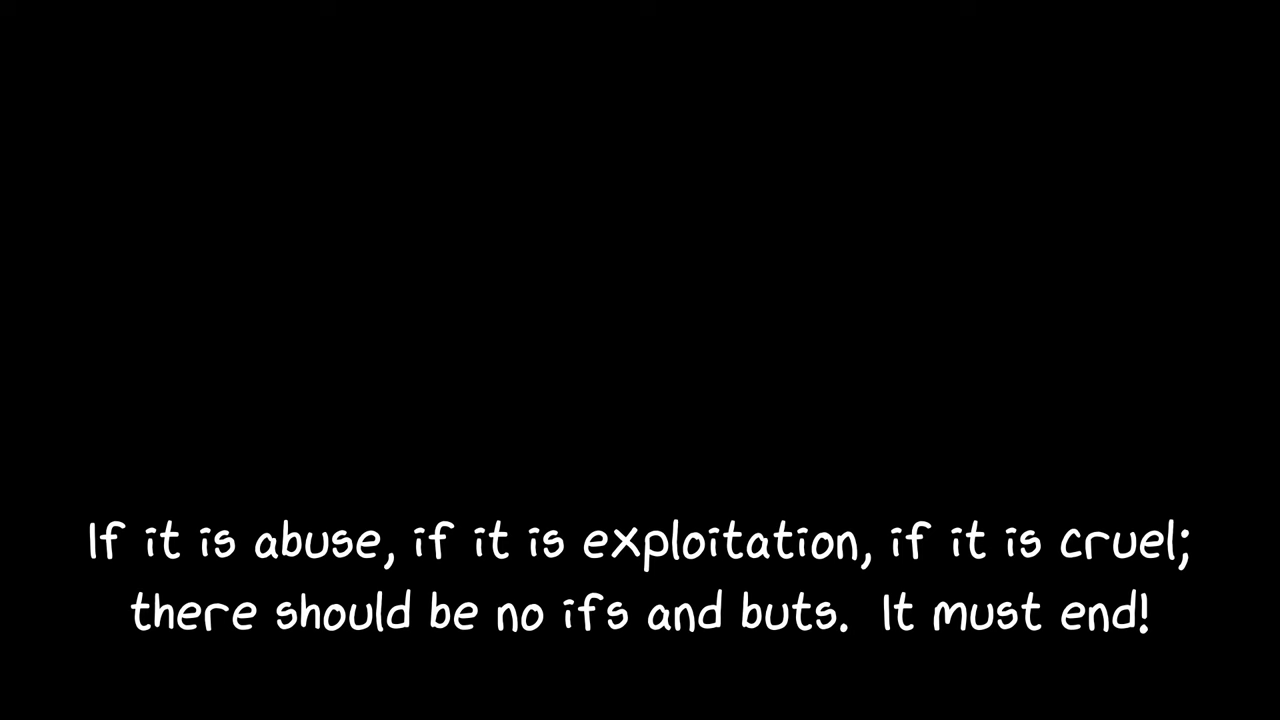 If it is abuse, if it is exploitation, if it is cruel;
there should be no ifs and buts.  It must end!